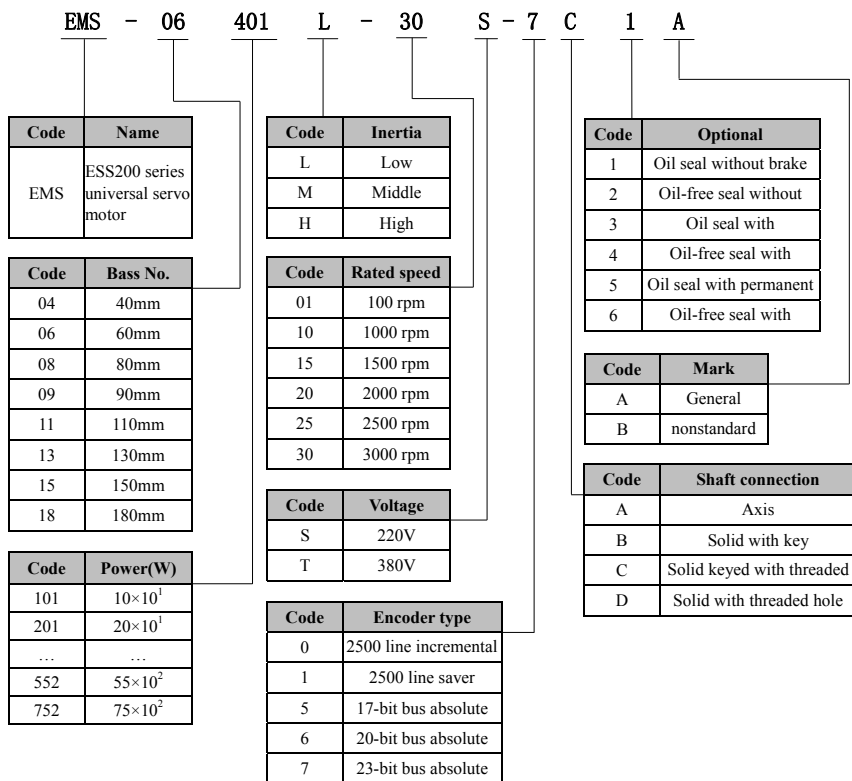 EMS - 06 401 L - 30 S - 7 C 1 A
Code Name
EMS ESS200 series
universal servo
motor
Code Bass No.
04 40mm
06 60mm
08 80mm
09 90mm
11 110mm
13 130mm
15 150mm
18 180mm
Code Power(W)
101 10×10¹
201 20×10¹
… …
552 55×10²
752 75×10²
Code Inertia
L Low
M Middle
H High
Code Rated speed
01 100 rpm
10 1000 rpm
15 1500 rpm
20 2000 rpm
25 2500 rpm
30 3000 rpm
Code Voltage
S 220V
T 380V
Code Encoder type
0 2500 line incremental
1 2500 line saver
5 17-bit bus absolute
6 20-bit bus absolute
7 23-bit bus absolute
Code Optional
1 Oil seal without brake
2 Oil-free seal without
3 Oil seal with
4 Oil-free seal with
5 Oil seal with permanent
6 Oil-free seal with
Code Mark
A General
B nonstandard
Code Shaft connection
A Axis
B Solid with key
C Solid keyed with threaded
D Solid with threaded hole